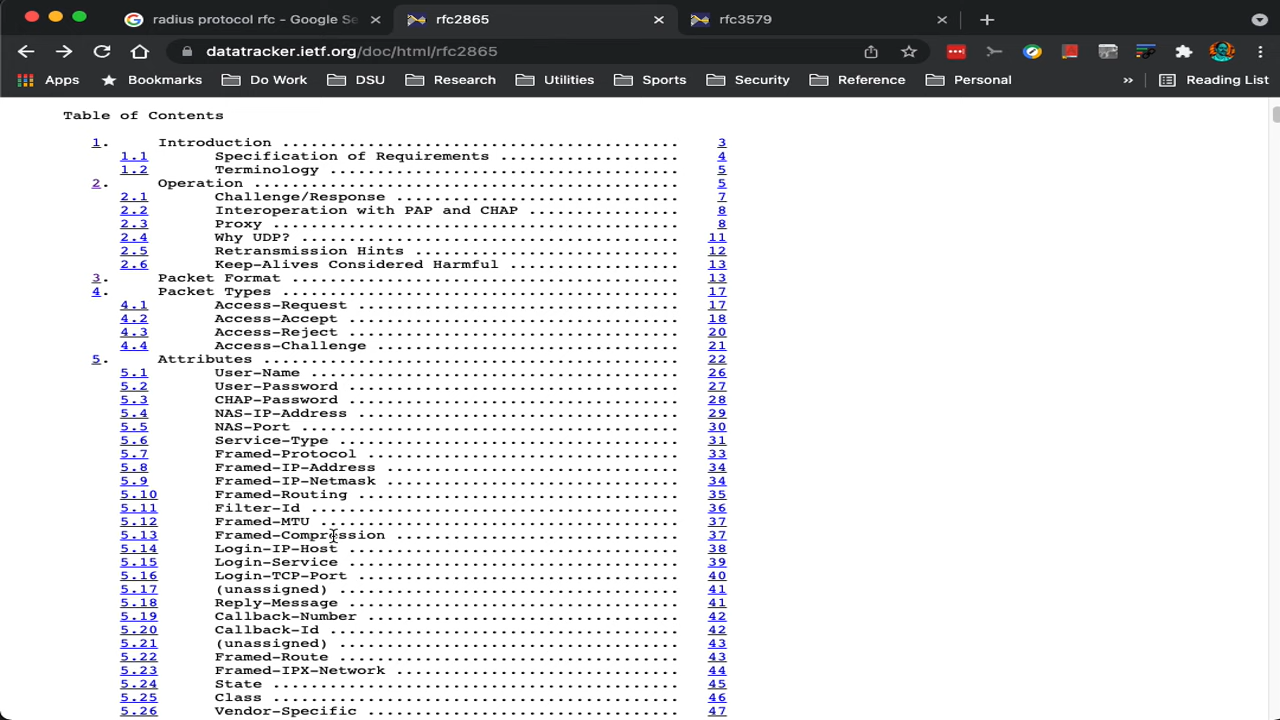 radius protocol rfc - Google Se
rfc2865
rfc3579
datatracker.ietf.org/doc/html/rfc2865
Apps Bookmarks Do Work DSU Research Utilities Sports Security Reference Personal » Reading List
Table of Contents
1. Introduction .......................................... 3
1.1 Specification of Requirements ................... 4
1.2 Terminology ..................................... 5
2. Operation ............................................. 5
2.1 Challenge/Response .............................. 7
2.2 Interoperation with PAP and CHAP ................ 8
2.3 Proxy ........................................... 8
2.4 Why UDP? ........................................ 11
2.5 Retransmission Hints ............................ 12
2.6 Keep-Alives Considered Harmful .................. 13
3. Packet Format ......................................... 13
4. Packet Types .......................................... 17
4.1 Access-Request .................................. 17
4.2 Access-Accept ................................... 18
4.3 Access-Reject ................................... 20
4.4 Access-Challenge ................................ 21
5. Attributes ............................................ 22
5.1 User-Name ....................................... 26
5.2 User-Password ................................... 27
5.3 CHAP-Password ................................... 28
5.4 NAS-IP-Address .................................. 29
5.5 NAS-Port ........................................ 30
5.6 Service-Type .................................... 31
5.7 Framed-Protocol ................................. 33
5.8 Framed-IP-Address ............................... 34
5.9 Framed-IP-Netmask ............................... 34
5.10 Framed-Routing .................................. 35
5.11 Filter-Id ....................................... 36
5.12 Framed-MTU ...................................... 37
5.13 Framed-Compression .............................. 37
5.14 Login-IP-Host ................................... 38
5.15 Login-Service ................................... 39
5.16 Login-TCP-Port .................................. 40
5.17 (unassigned) .................................... 41
5.18 Reply-Message ................................... 41
5.19 Callback-Number ................................. 42
5.20 Callback-Id ..................................... 42
5.21 (unassigned) .................................... 43
5.22 Framed-Route .................................... 43
5.23 Framed-IPX-Network .............................. 44
5.24 State ........................................... 45
5.25 Class ........................................... 46
5.26 Vendor-Specific ................................. 47